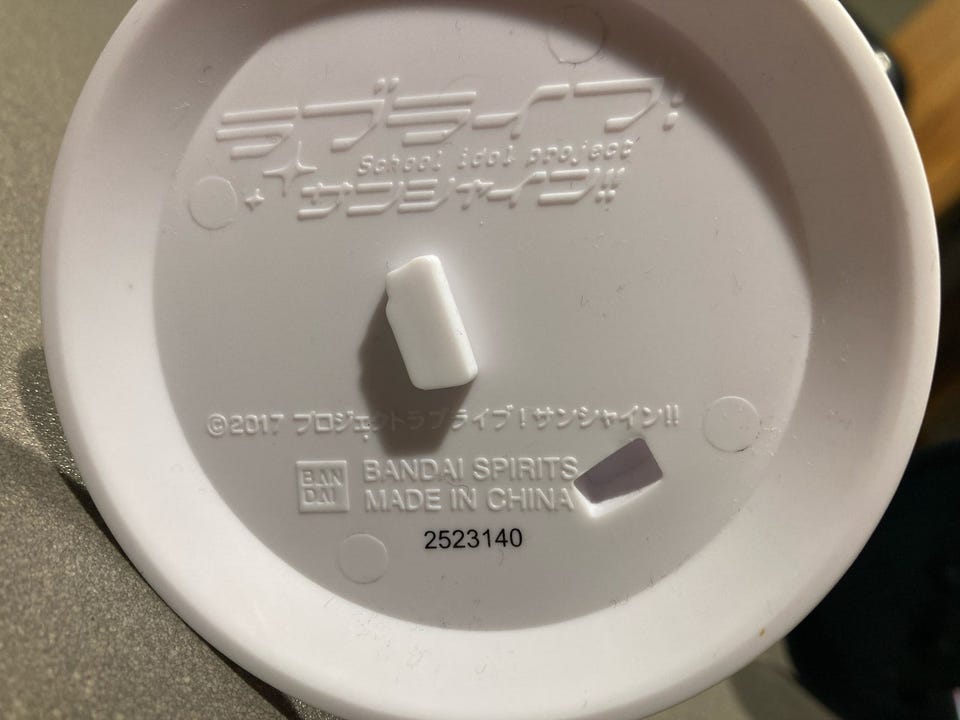 ラブライブ!
School idol project
サンシャイン!!
©2017 プロジェクトラブライブ!サンシャイン!!
BAN
DAI
BANDAI SPIRITS
MADE IN CHINA
2523140